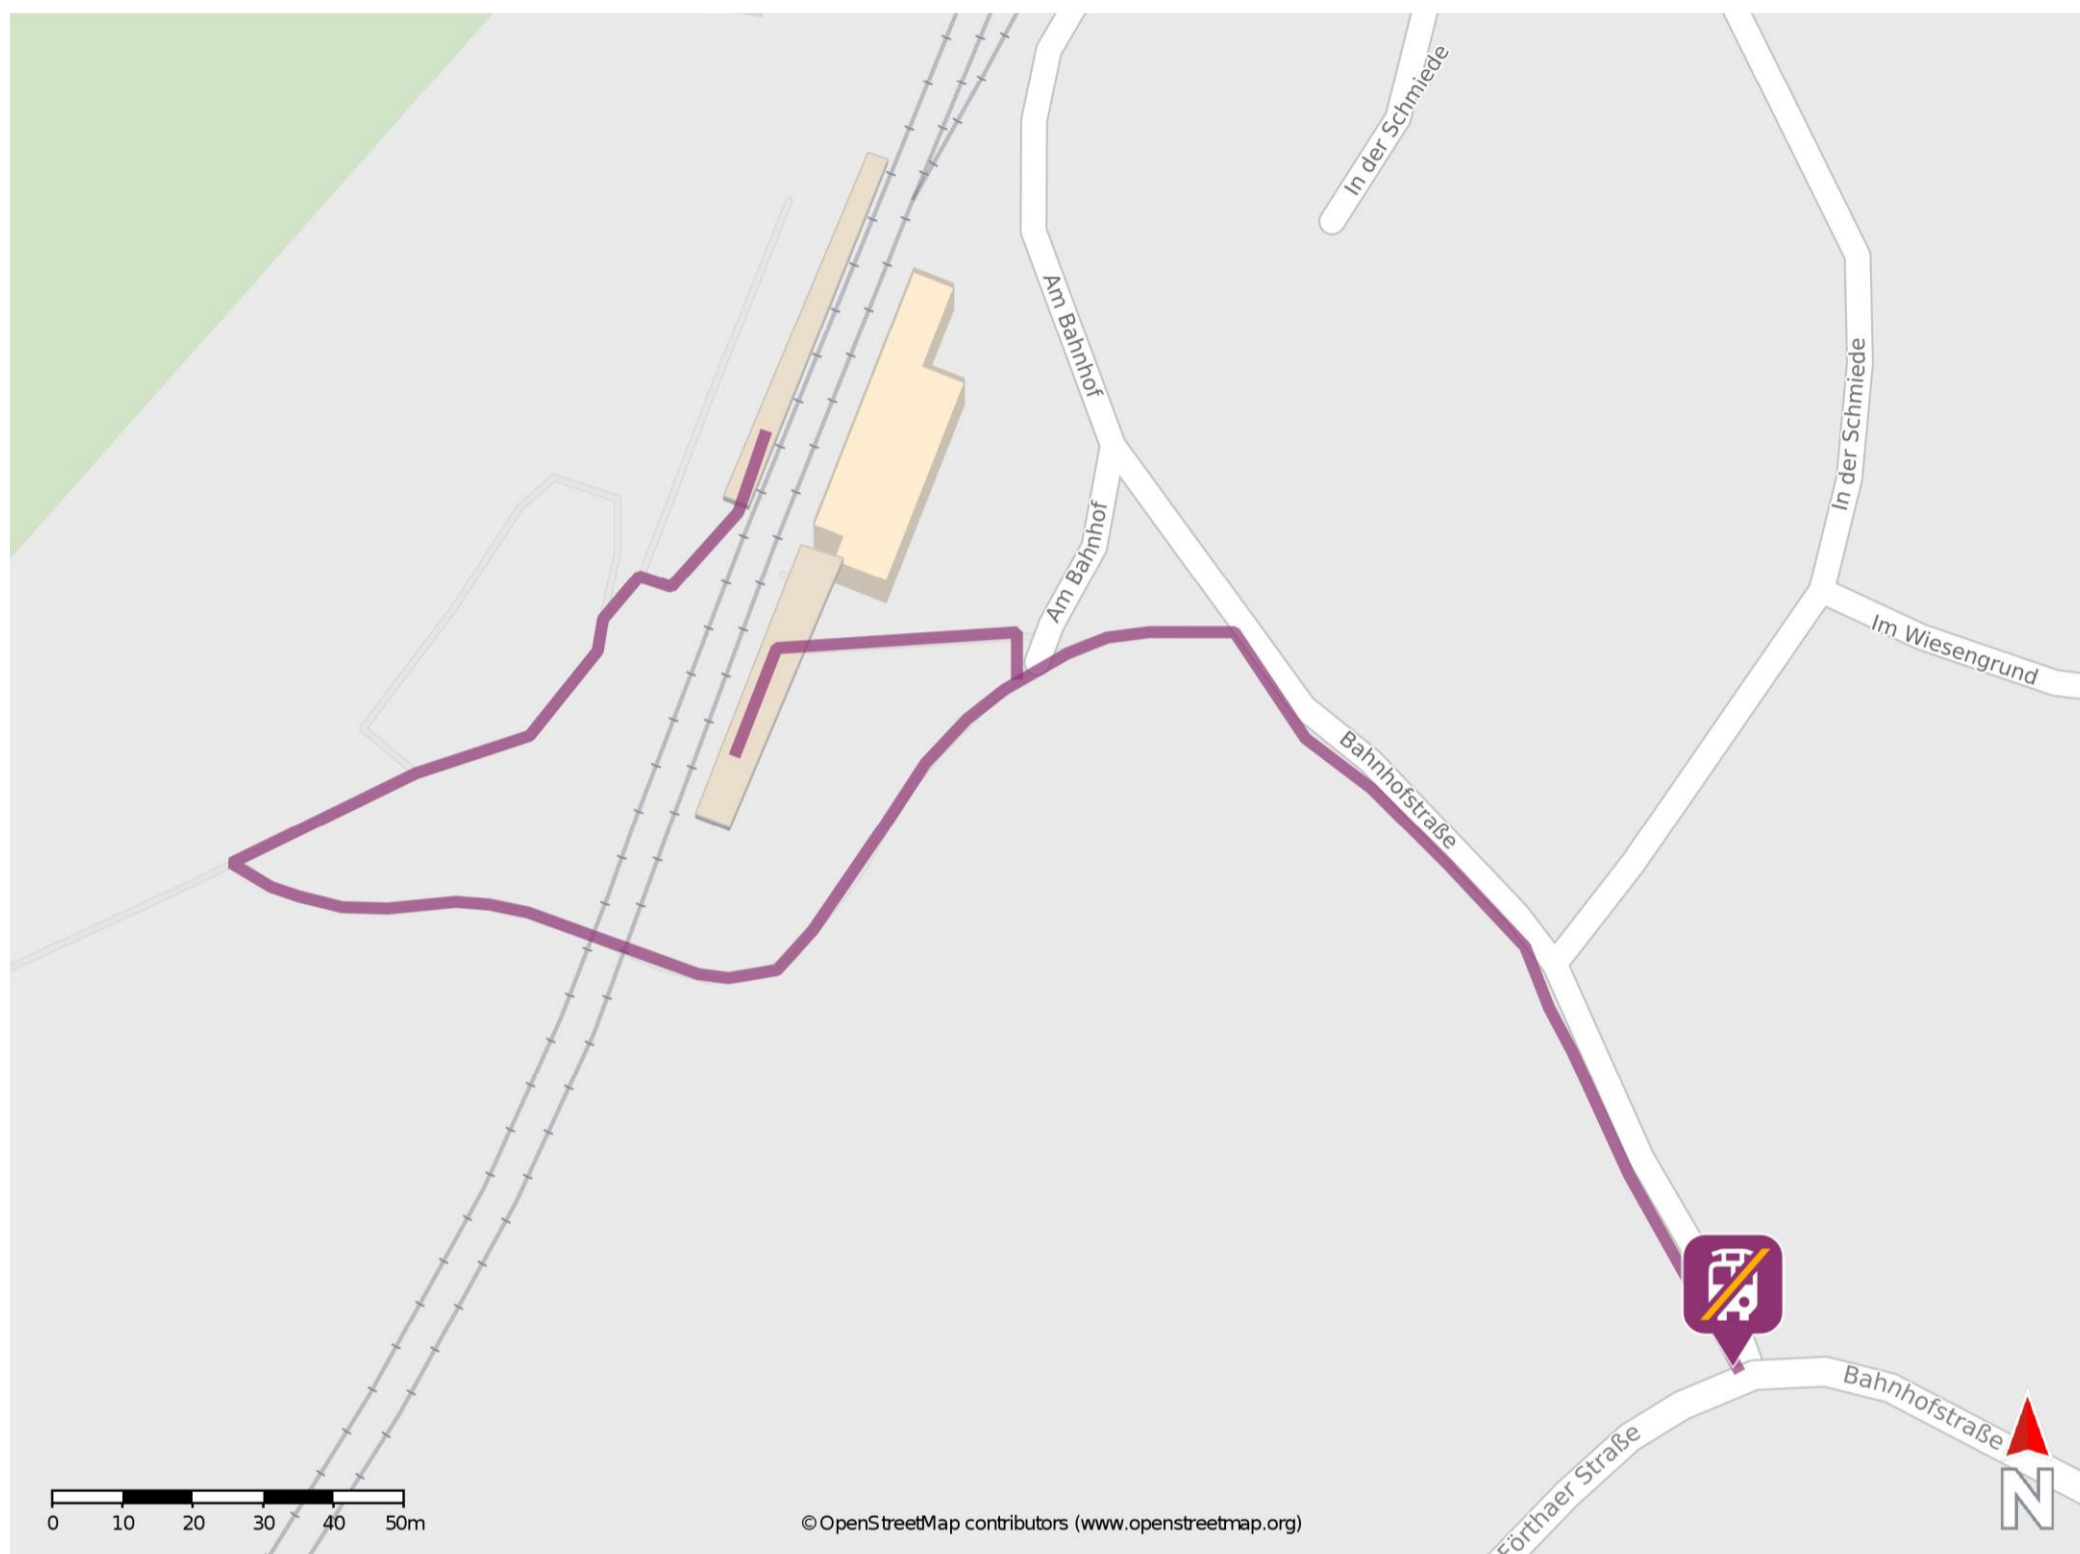 In der Schmiede
Am Bahnhof
In der Schmiede
Am Bahnhof
Im Wiesengrund
Bahnhofstraße
Bahnhofstraße
Förthaer Straße
N
0 10 20 30 40 50m
©OpenStreetMap contributors (www.openstreetmap.org)